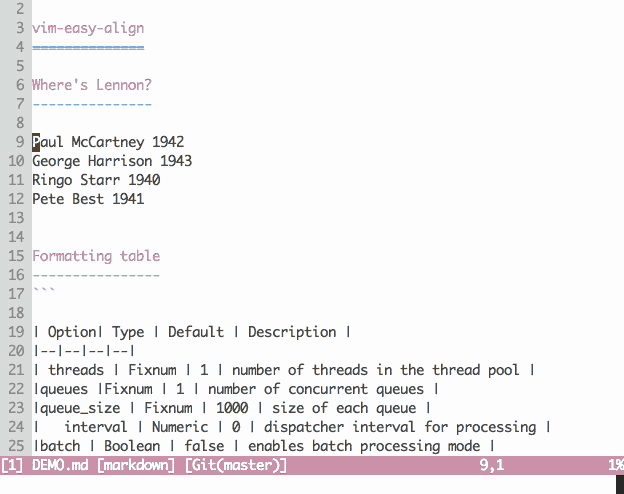 2
3 vim-easy-align
4 ==============
5
6 Where's Lennon?
7 ---------------
8
9 Paul McCartney 1942
10 George Harrison 1943
11 Ringo Starr 1940
12 Pete Best 1941
13
14
15 Formatting table
16 ----------------
17 ```
18
19 | Option| Type | Default | Description |
20 |--|--|--|--|
21 | threads | Fixnum | 1 | number of threads in the thread pool |
22 |queues |Fixnum | 1 | number of concurrent queues |
23 |queue_size | Fixnum | 1000 | size of each queue |
24 |   interval | Numeric | 0 | dispatcher interval for processing |
25 |batch | Boolean | false | enables batch processing mode |
[1] DEMO.md [markdown] [Git(master)] 9,1 1%